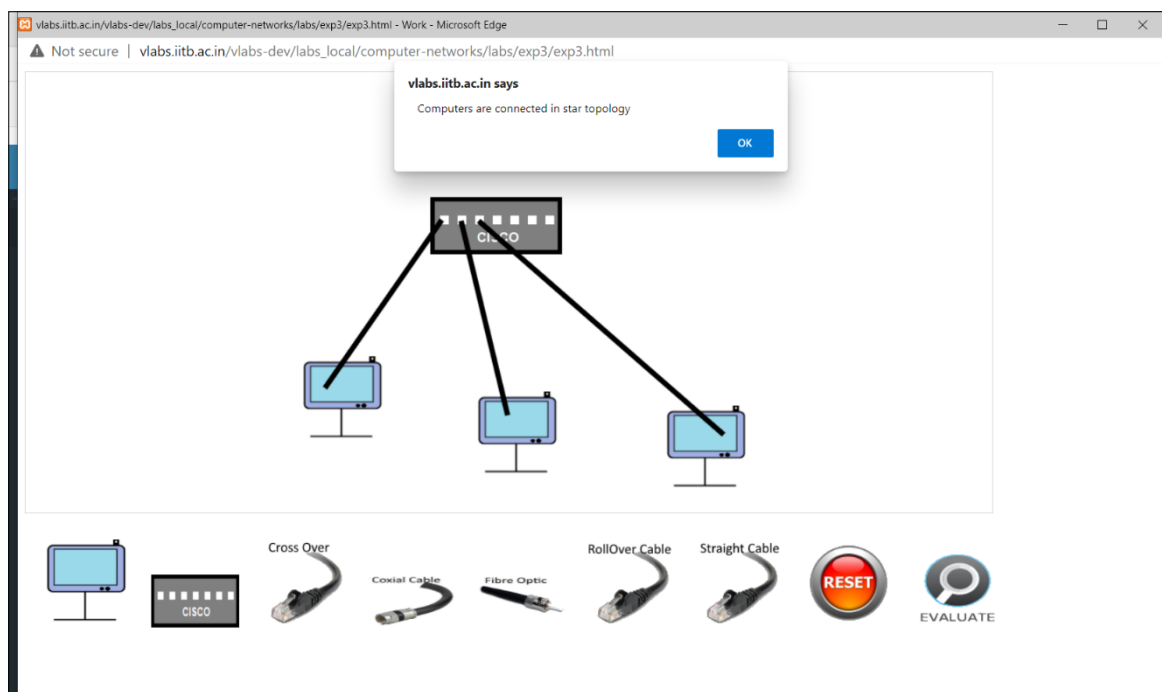 vlabs.iitb.ac.in/vlabs-dev/labs_local/computer-networks/labs/exp3/exp3.html - Work - Microsoft Edge
Not secure | vlabs.iitb.ac.in/vlabs-dev/labs_local/computer-networks/labs/exp3/exp3.html
vlabs.iitb.ac.in says
Computers are connected in star topology
OK
CISCO
Cross Over
RollOver Cable
Straight Cable
Coxial Cable
Fibre Optic
CISCO
RESET
EVALUATE